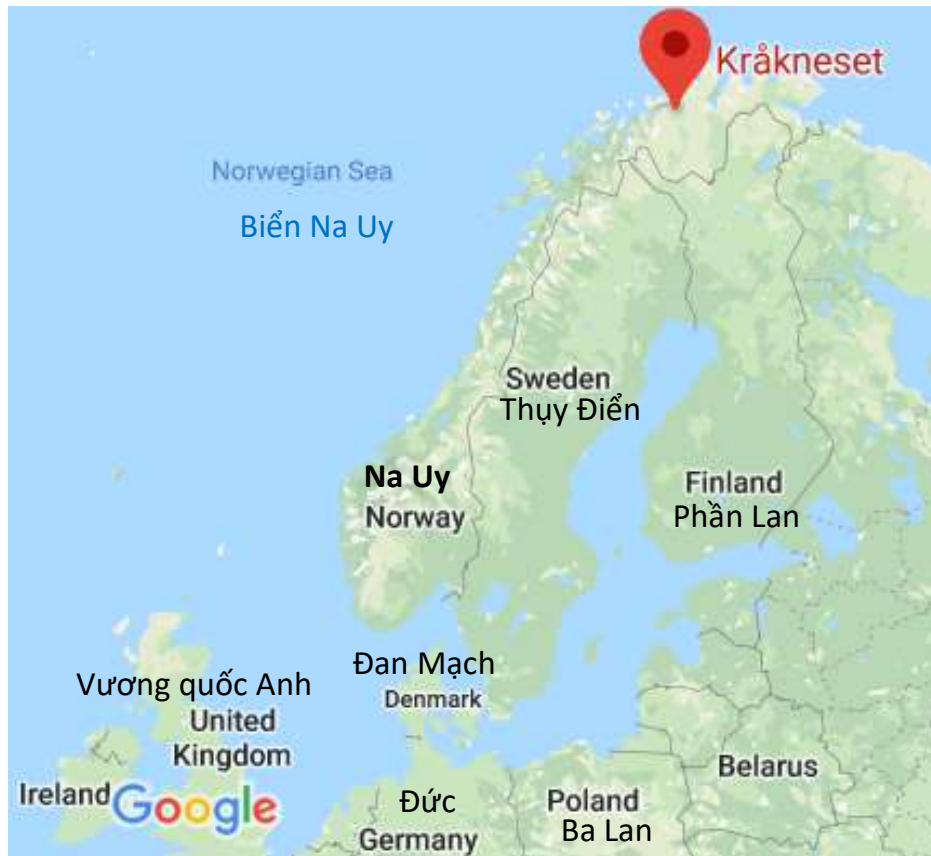 Kråkneset
Norwegian Sea
Biển Na Uy
Sweden
Thụy Điển
Na Uy
Norway
Finland
Phần Lan
Vương quốc Anh
United
Kingdom
Đan Mạch
Denmark
Belarus
Ireland
Google
Đức
Germany
Poland
Ba Lan